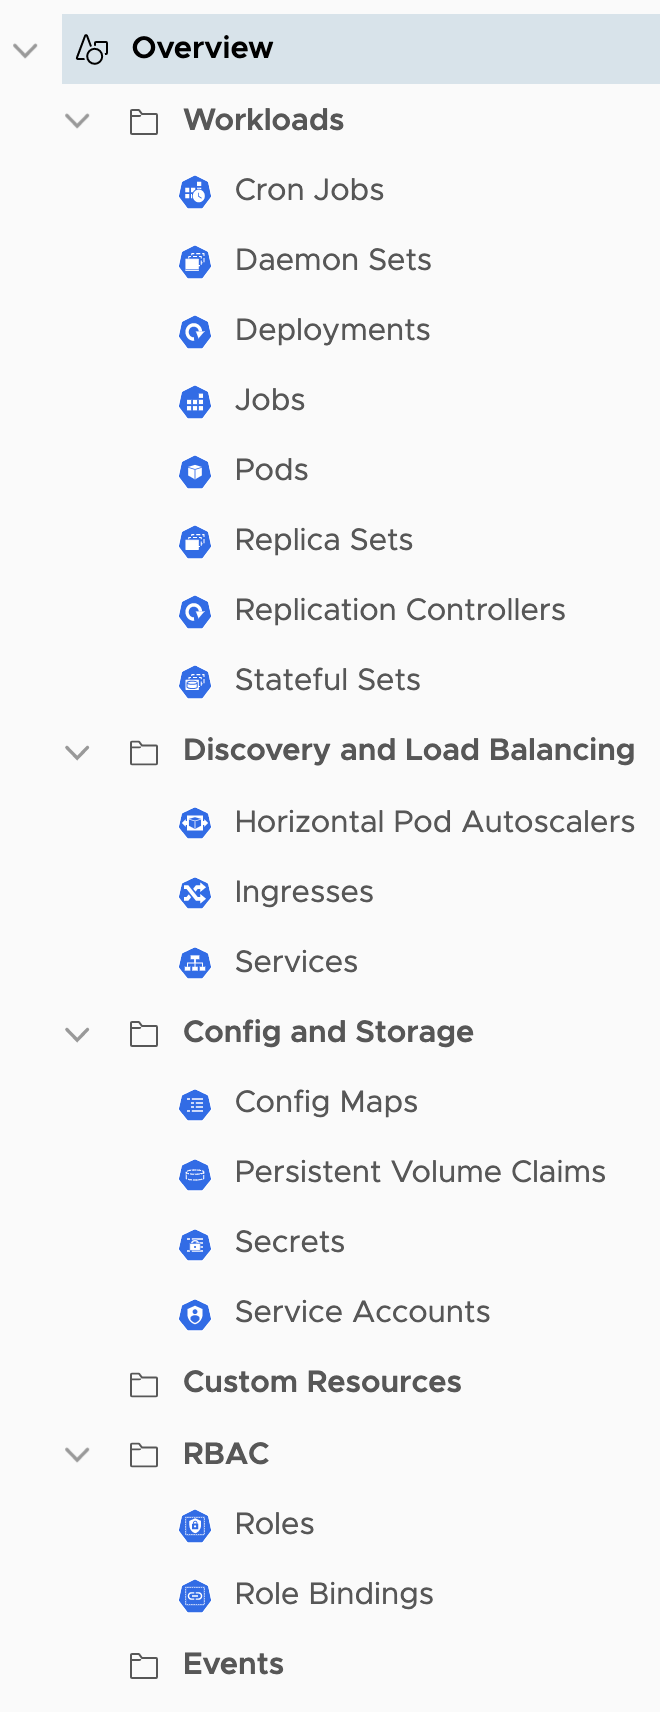 Overview
Workloads
Cron Jobs
Daemon Sets
Deployments
Jobs
Pods
Replica Sets
Replication Controllers
Stateful Sets
Discovery and Load Balancing
Horizontal Pod Autoscalers
Ingresses
Services
Config and Storage
Config Maps
Persistent Volume Claims
Secrets
Service Accounts
Custom Resources
RBAC
Roles
Role Bindings
Events